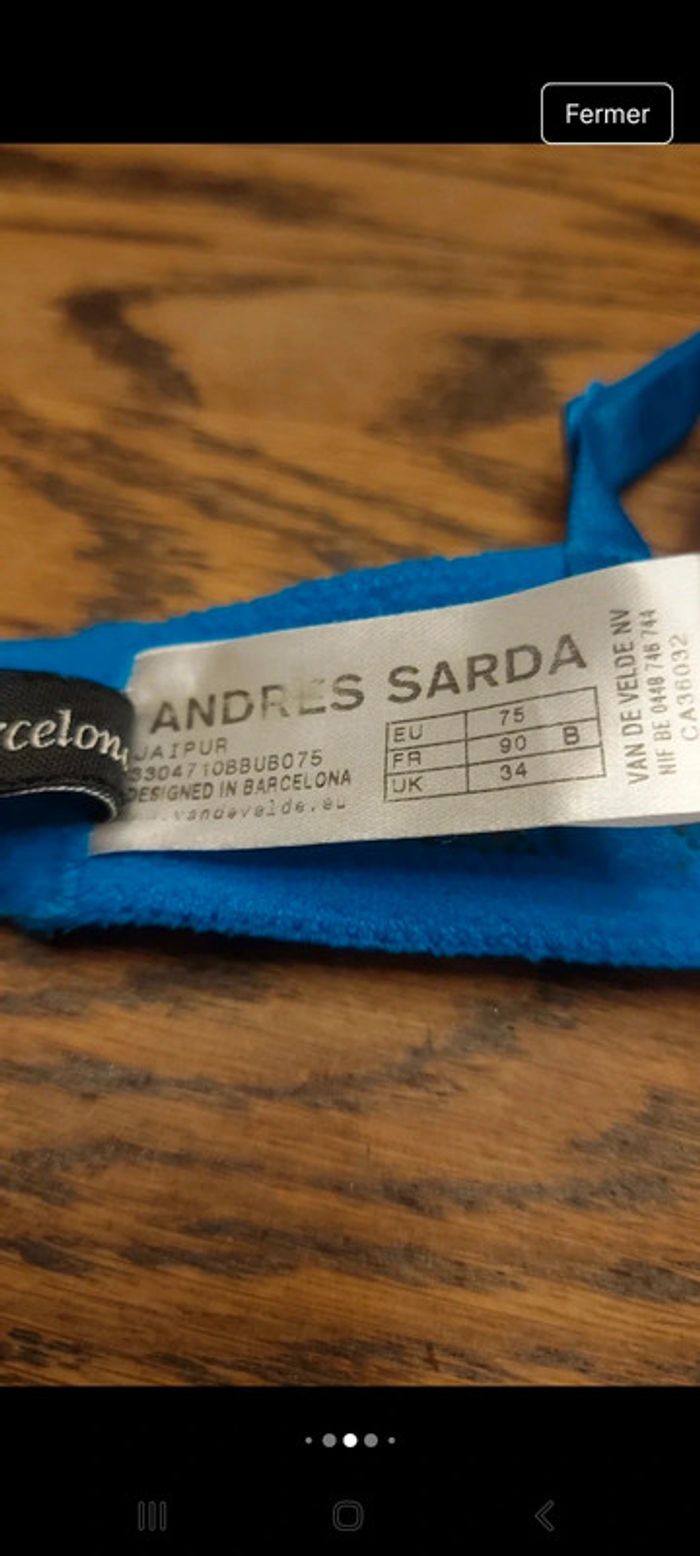 Fermer
ANDRES SARDA
JAIPUR
3304710BBUB075
DESIGNED IN BARCELONA
.vandevelde.eu
EU 75
FR 90 B
UK 34
VAN DE VELDE NV
NIF BE 0448 746 744
CA36032